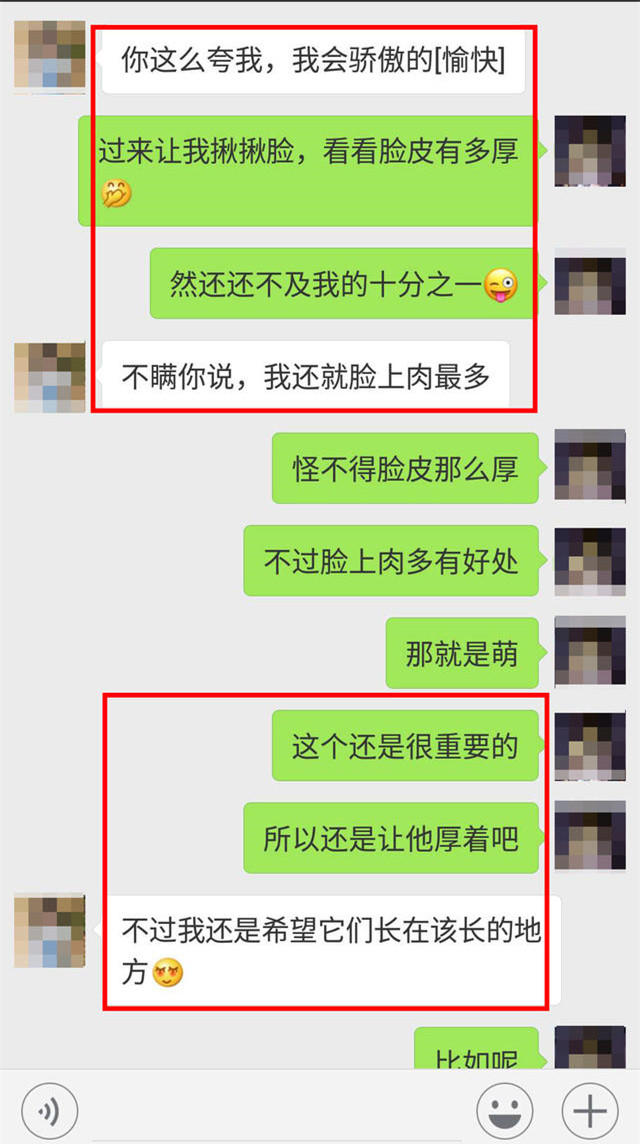 你这么夸我，我会骄傲的[愉快]
过来让我揪揪脸，看看脸皮有多厚
然还还不及我的十分之一
不瞒你说，我还就脸上肉最多
怪不得脸皮那么厚
不过脸上肉多有好处
那就是萌
这个还是很重要的
所以还是让他厚着吧
不过我还是希望它们长在该长的地
方
比如呢